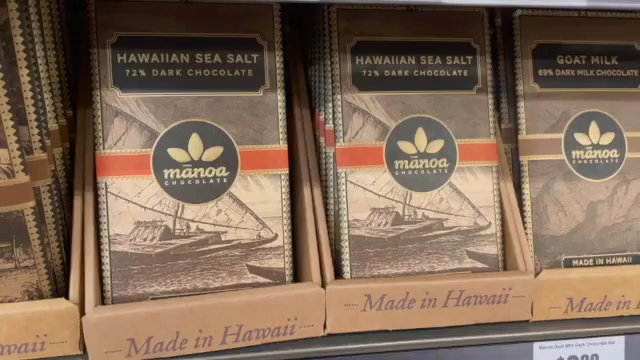 HAWAIIAN SEA SALT
72% DARK CHOCOLATE
mānoa
CHOCOLATE
HAWAIIAN SEA SALT
72% DARK CHOCOLATE
mānoa
CHOCOLATE
GOAT MILK
69% DARK MILK CHOCOLATE
mānoa
CHOCOLATE
MADE IN HAWAII
waii
Made in Hawaii
Made in Hawaii
Made in H